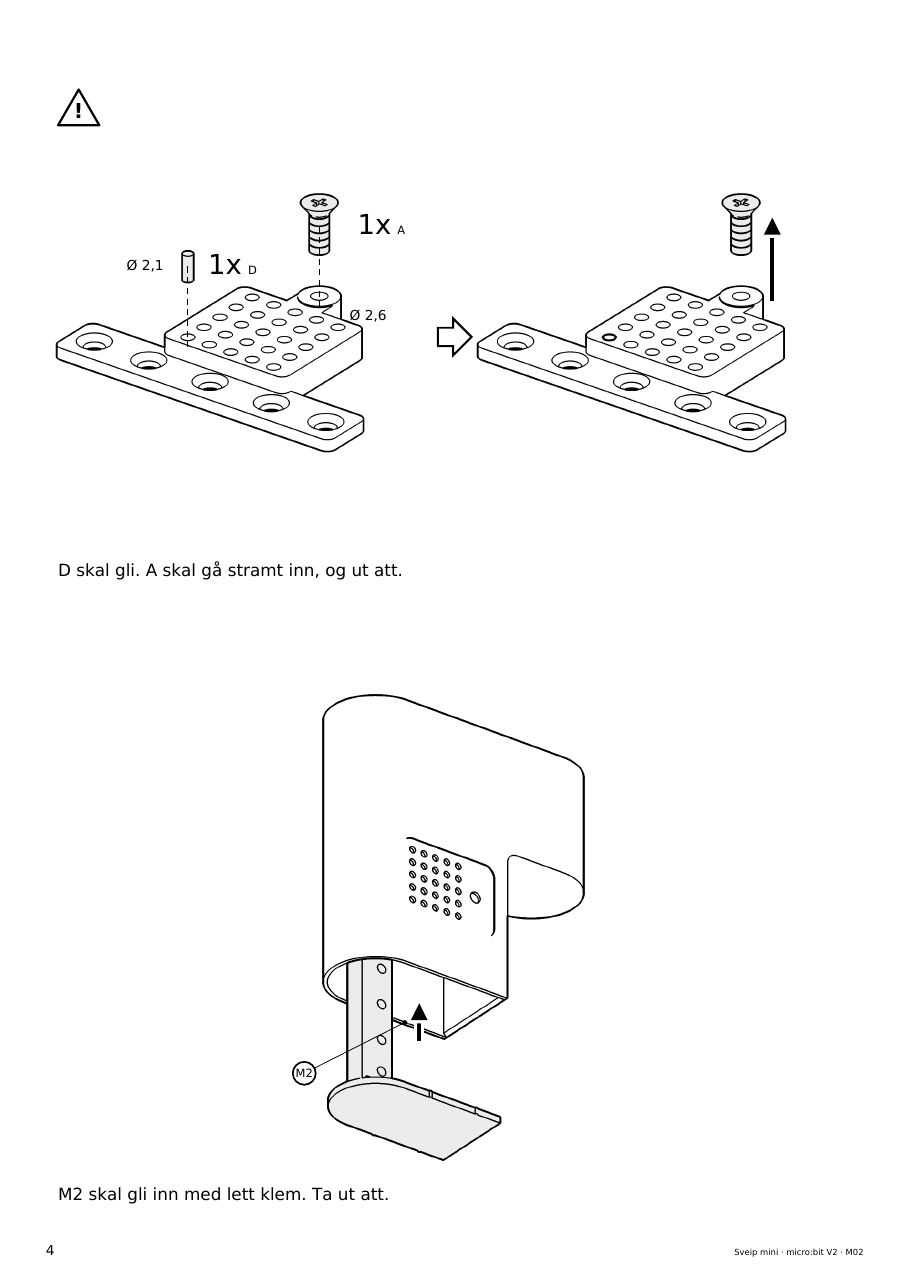 !
1x A
Ø 2,1 1x D
Ø 2,6
D skal gli. A skal gå stramt inn, og ut att.
M2
M2 skal gli inn med lett klem. Ta ut att.
4
Sveip mini · micro:bit V2 · M02